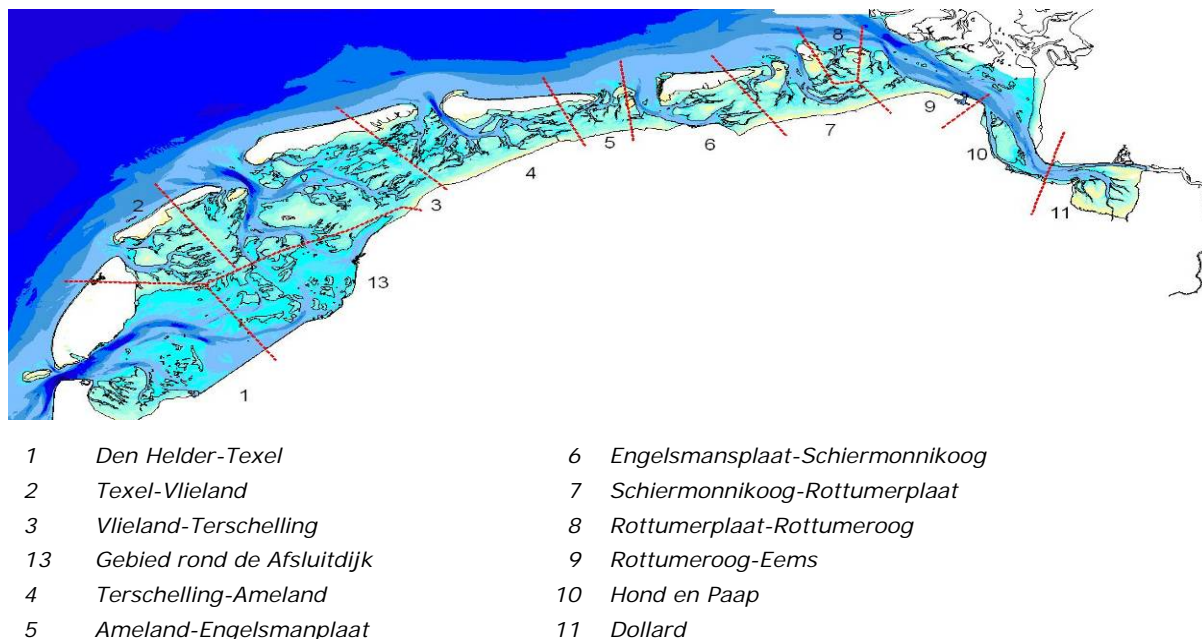 8
9
7
10
5
6
4
11
2
3
13
1
1 Den Helder-Texel
2 Texel-Vlieland
3 Vlieland-Terschelling
13 Gebied rond de Afsluitdijk
4 Terschelling-Ameland
5 Ameland-Engelsmanplaat
6 Engelsmansplaat-Schiermonnikoog
7 Schiermonnikoog-Rottumerplaat
8 Rottumerplaat-Rottumeroog
9 Rottumeroog-Eems
10 Hond en Paap
11 Dollard